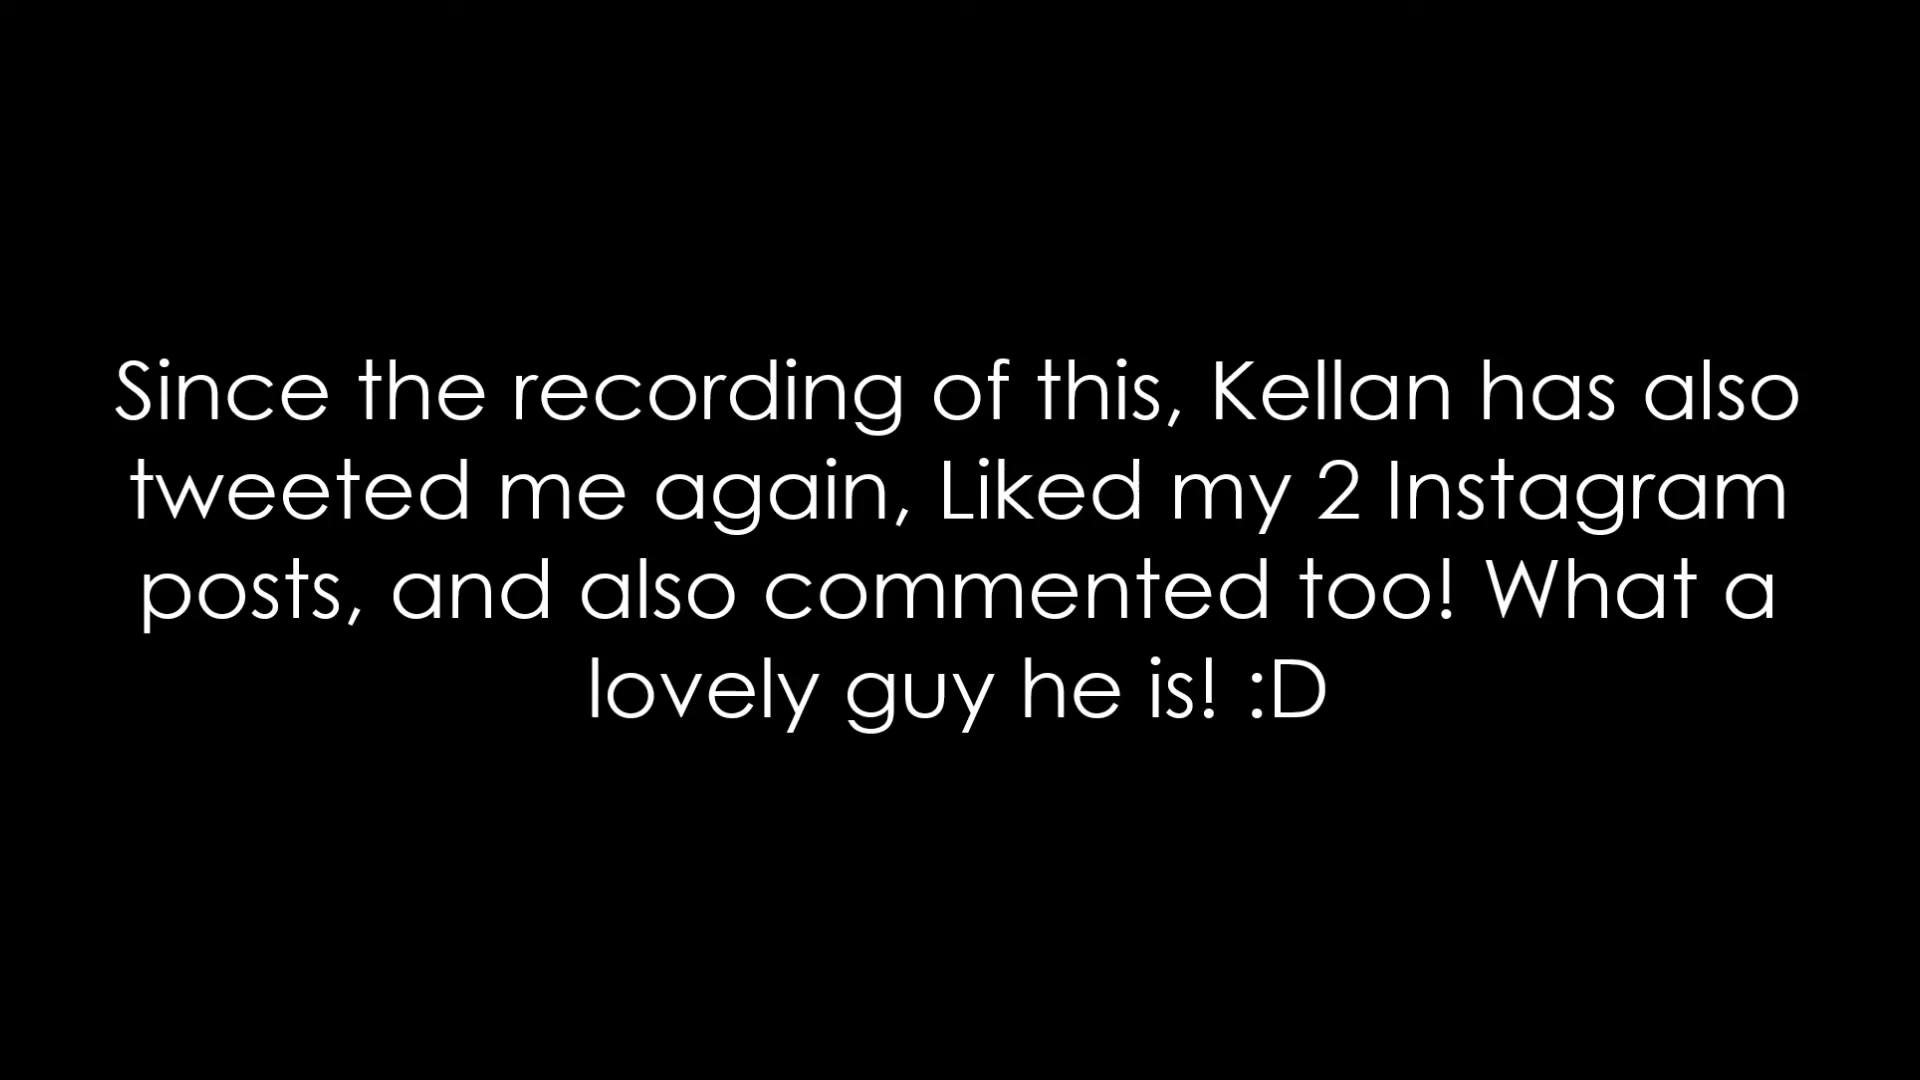 Since the recording of this, Kellan has also
tweeted me again, Liked my 2 Instagram
posts, and also commented too! What a
lovely guy he is! :D